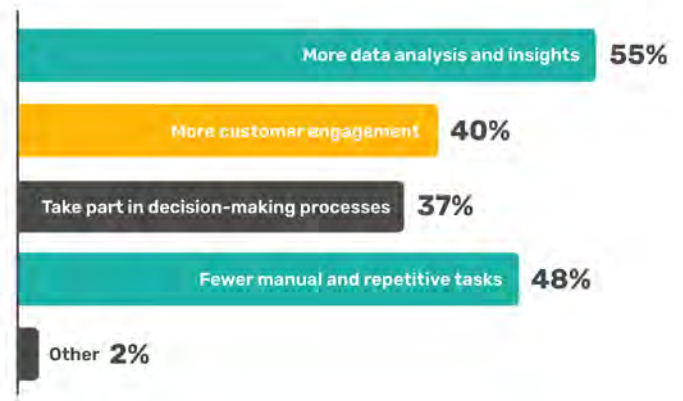 More data analysis and insights 55%
More customer engagement 40%
Take part in decision-making processes 37%
Fewer manual and repetitive tasks 48%
Other 2%